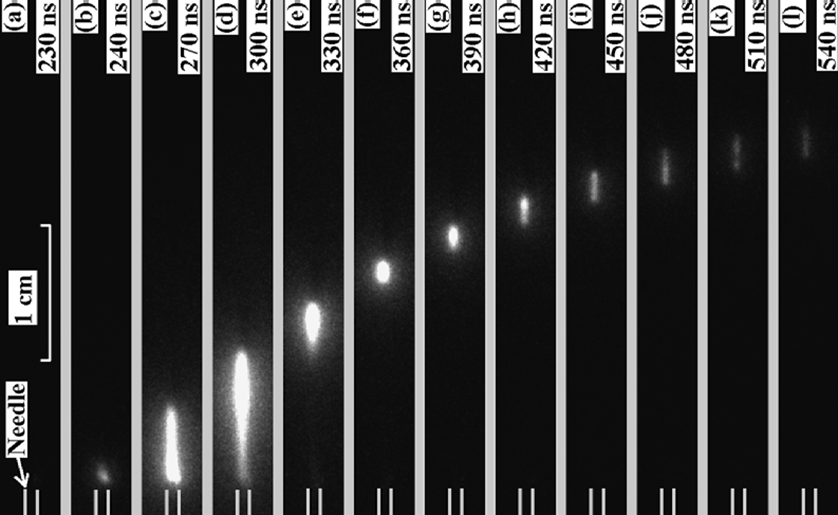 (a)
230 ns
(b)
240 ns
(c)
270 ns
(d)
300 ns
(e)
330 ns
(f)
360 ns
(g)
390 ns
(h)
420 ns
(i)
450 ns
(j)
480 ns
(k)
510 ns
(l)
540 ns
1 cm
Needle